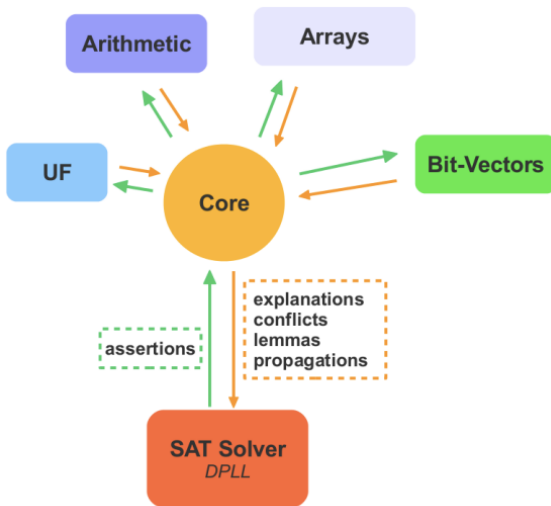 Arithmetic
Arrays
UF
Core
Bit-Vectors
assertions
explanations
conflicts
lemmas
propagations
SAT Solver
DPLL